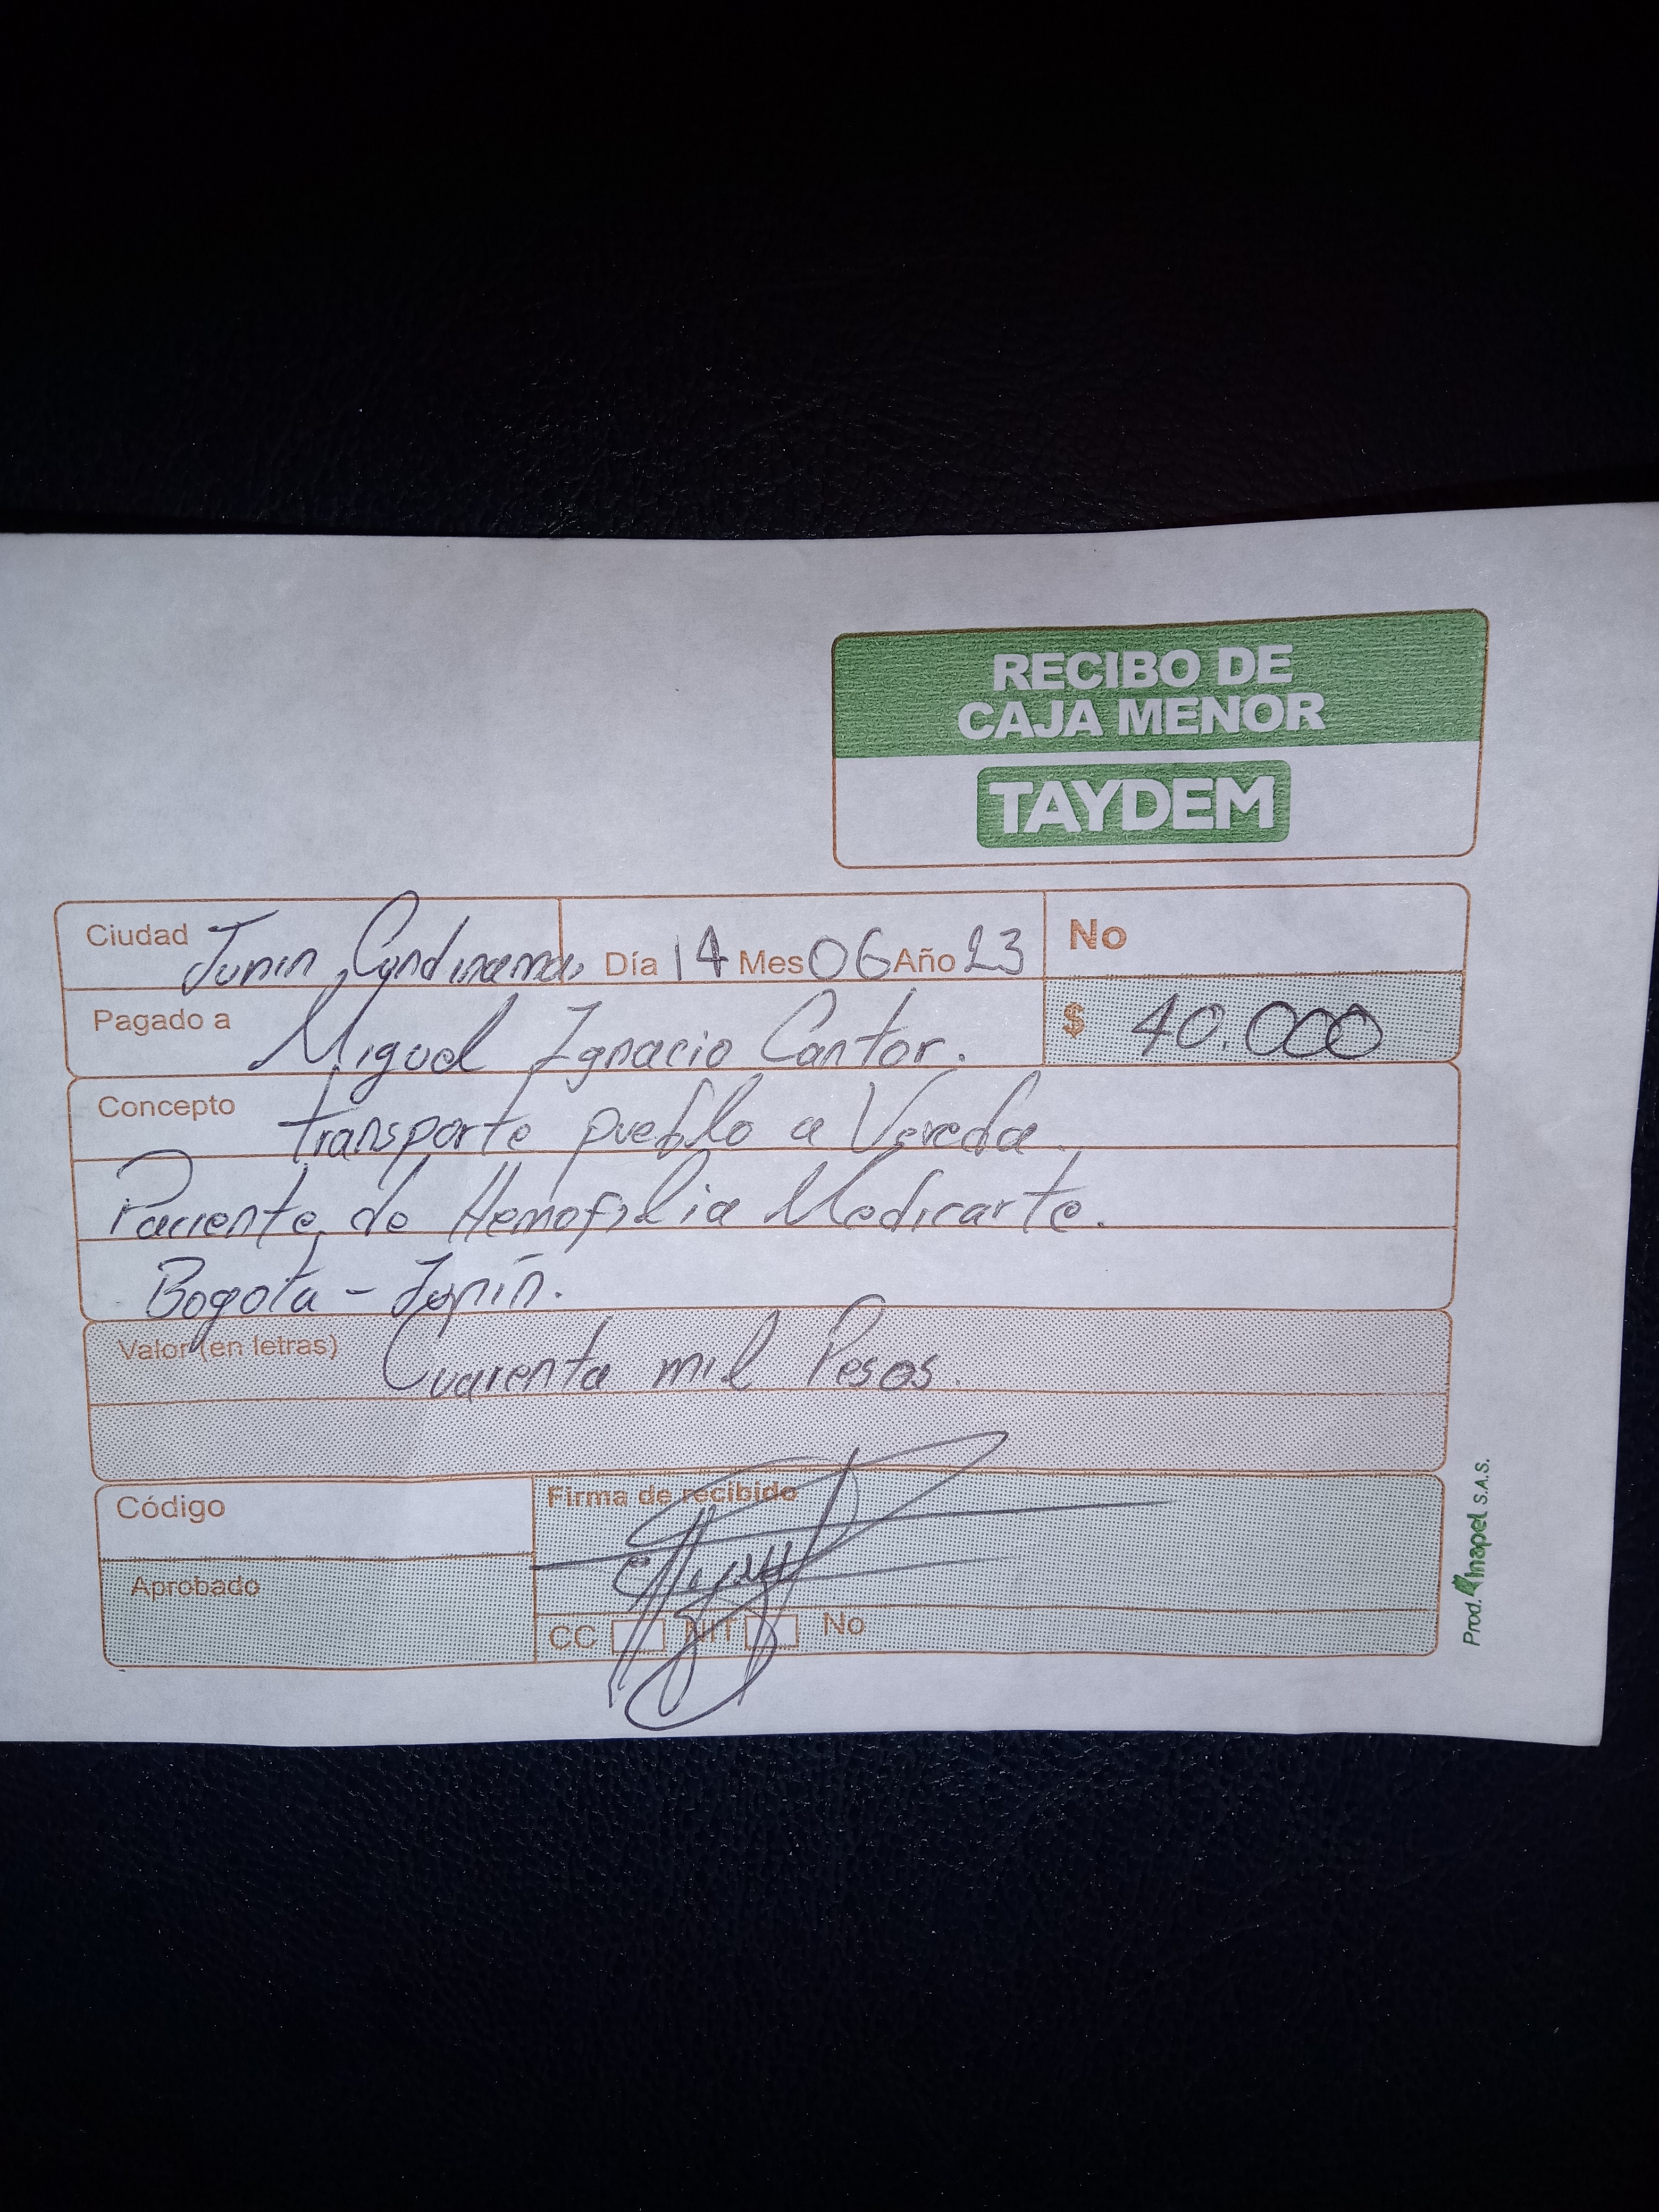 RECIBO DE
CAJA MENOR
TAYDEM
Ciudad Junin, Cundinama, Día 14 Mes 06 Año 23 No
Pagado a Miguel Ignacio Cantor. $ 40.000
Concepto transporte pueblo a Vereda.
Paciente de Hemofilia Medicarte.
Bogota - Junín.
Valor (en letras) Cuarenta mil Pesos.
Código
Firma de recibido
Aprobado
CC NIT No
Prod. Inapel S.A.S.